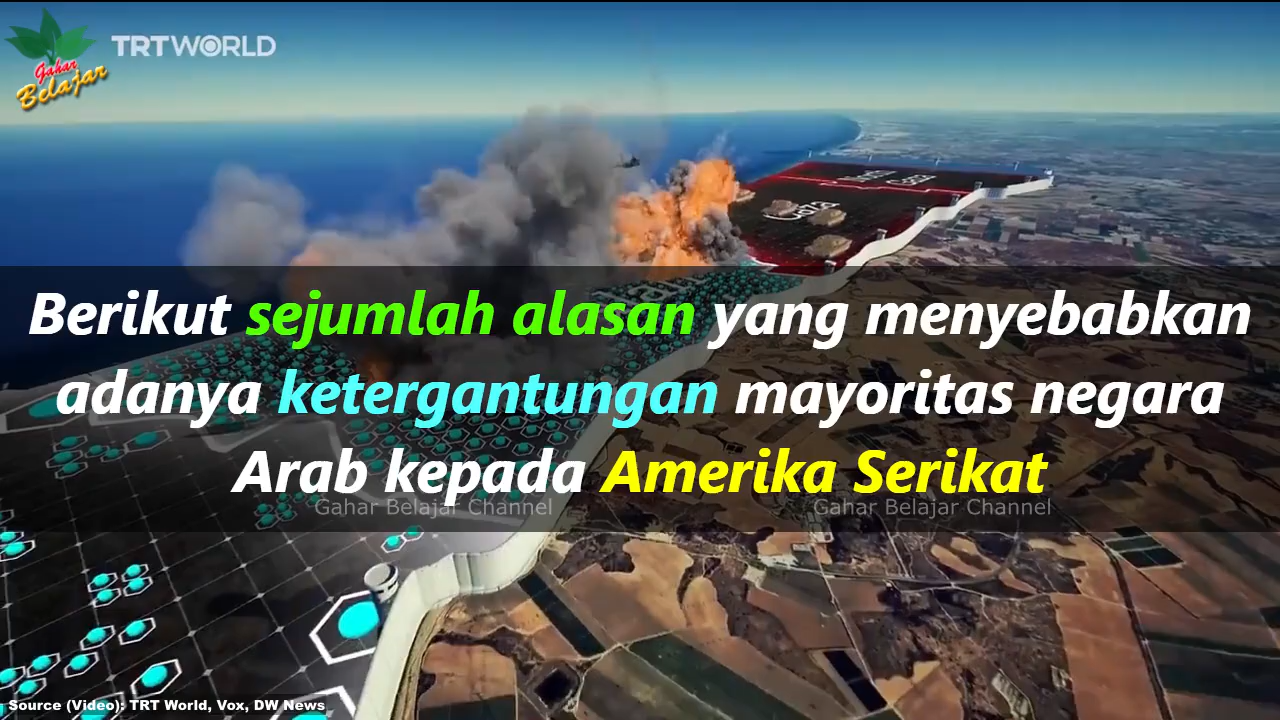 Gahar
Belajar
TRTWORLD
Gaza
Berikut sejumlah alasan yang menyebabkan
adanya ketergantungan mayoritas negara
Arab kepada Amerika Serikat
Gahar Belajar Channel
Gahar Belajar Channel
Source (Video): TRT World, Vox, DW News